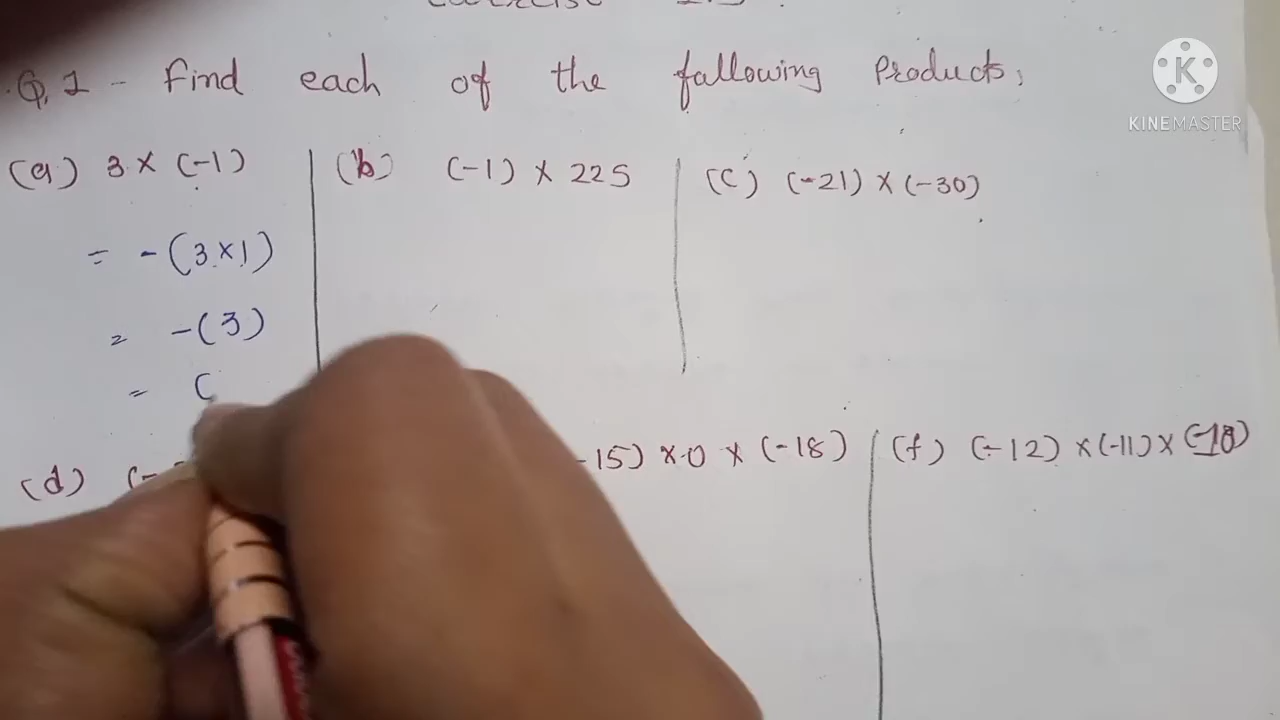 Q.1 - Find each of the fallowing Products:
KINEMASTER
(a) 3 × (-1)
= -(3×1)
= -(3)
= (
(b) (-1) × 225
(c) (-21) × (-30)
(d) (-
-15) × 0 × (-18)
(f) (-12) × (-11) × (-10)